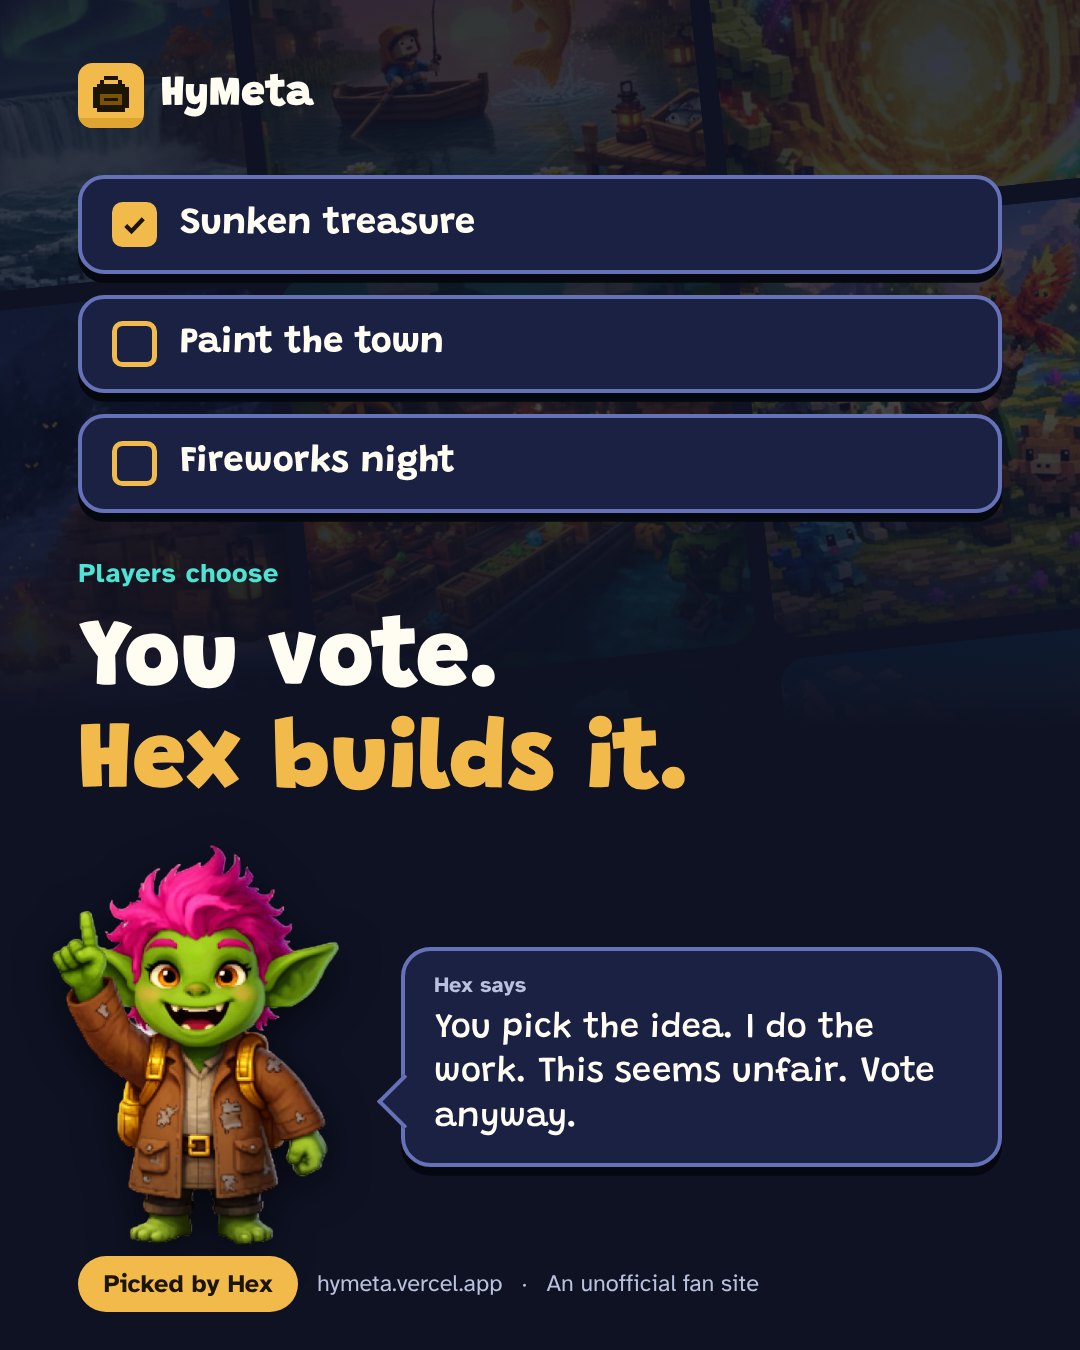 HyMeta
Sunken treasure
Paint the town
Fireworks night
Players choose
You vote.
Hex builds it.
Hex says
You pick the idea. I do the
work. This seems unfair. Vote
anyway.
Picked by Hex
hymeta.vercel.app · An unofficial fan site